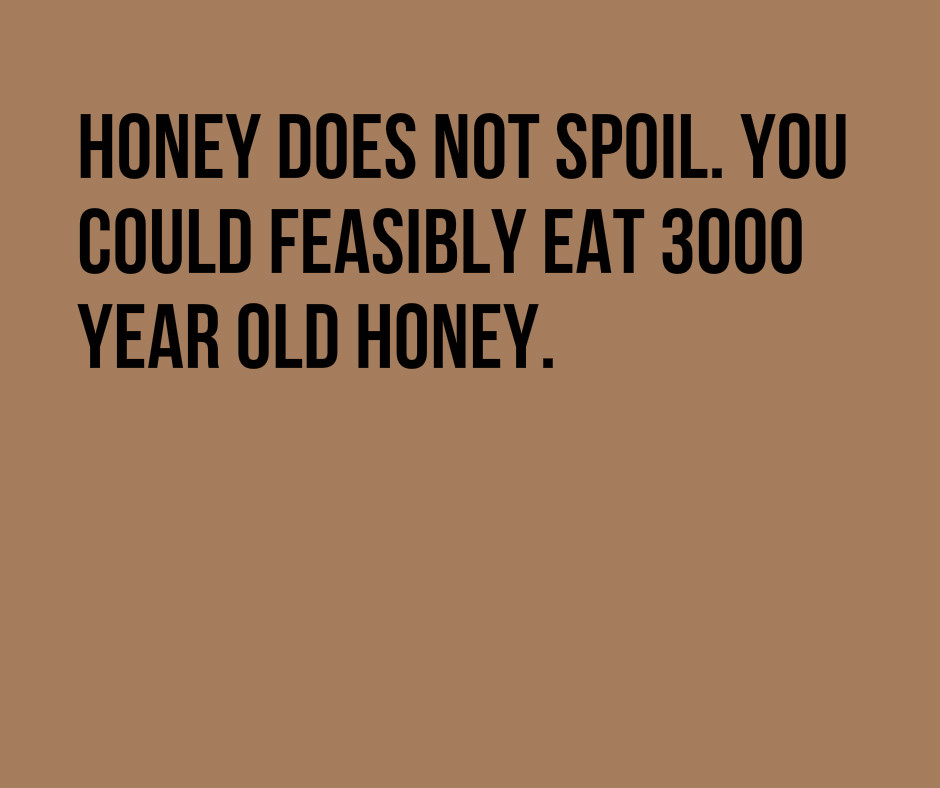 HONEY DOES NOT SPOIL. YOU
COULD FEASIBLY EAT 3000
YEAR OLD HONEY.